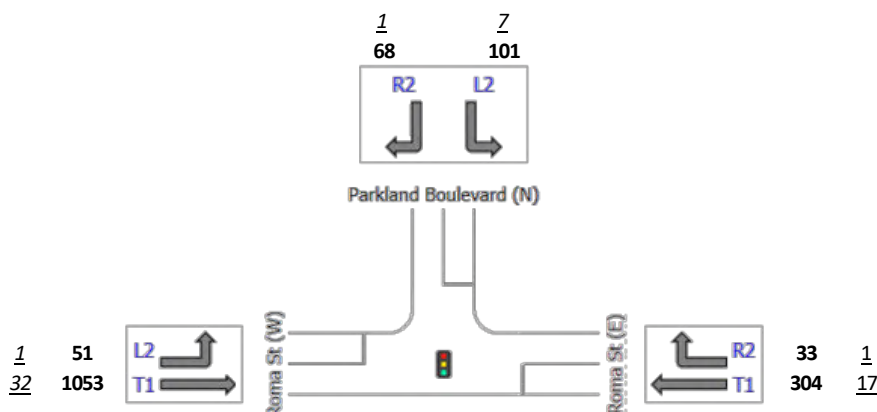 1 7
68 101
R2 L2
Parkland Boulevard (N)
Roma St (W)
Roma St (E)
1 51 L2
32 1053 T1
R2 33 1
T1 304 17